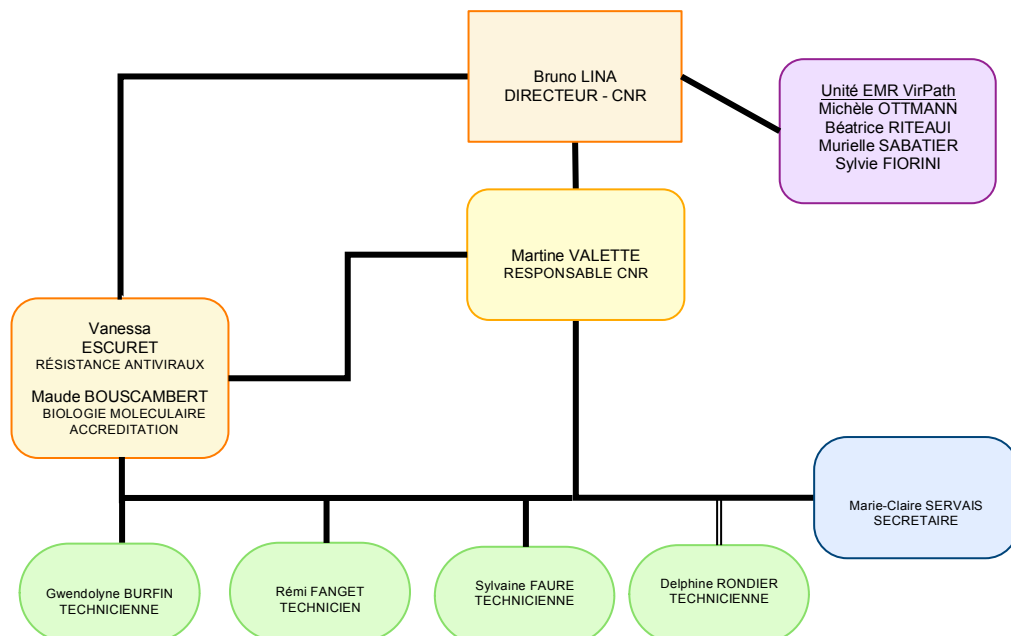 Bruno LINA
DIRECTEUR - CNR
Unité EMR VirPath
Michèle OTTMANN
Béatrice RITEAUI
Murielle SABATIER
Sylvie FIORINI
Martine VALETTE
RESPONSABLE CNR
Vanessa
ESCURET
RÉSISTANCE ANTIVIRAUX
Maude BOUSCAMBERT
BIOLOGIE MOLECULAIRE
ACCREDITATION
Marie-Claire SERVAIS
SECRETAIRE
Gwendolyne BURFIN
TECHNICIENNE
Rémi FANGET
TECHNICIEN
Sylvaine FAURE
TECHNICIENNE
Delphine RONDIER
TECHNICIENNE